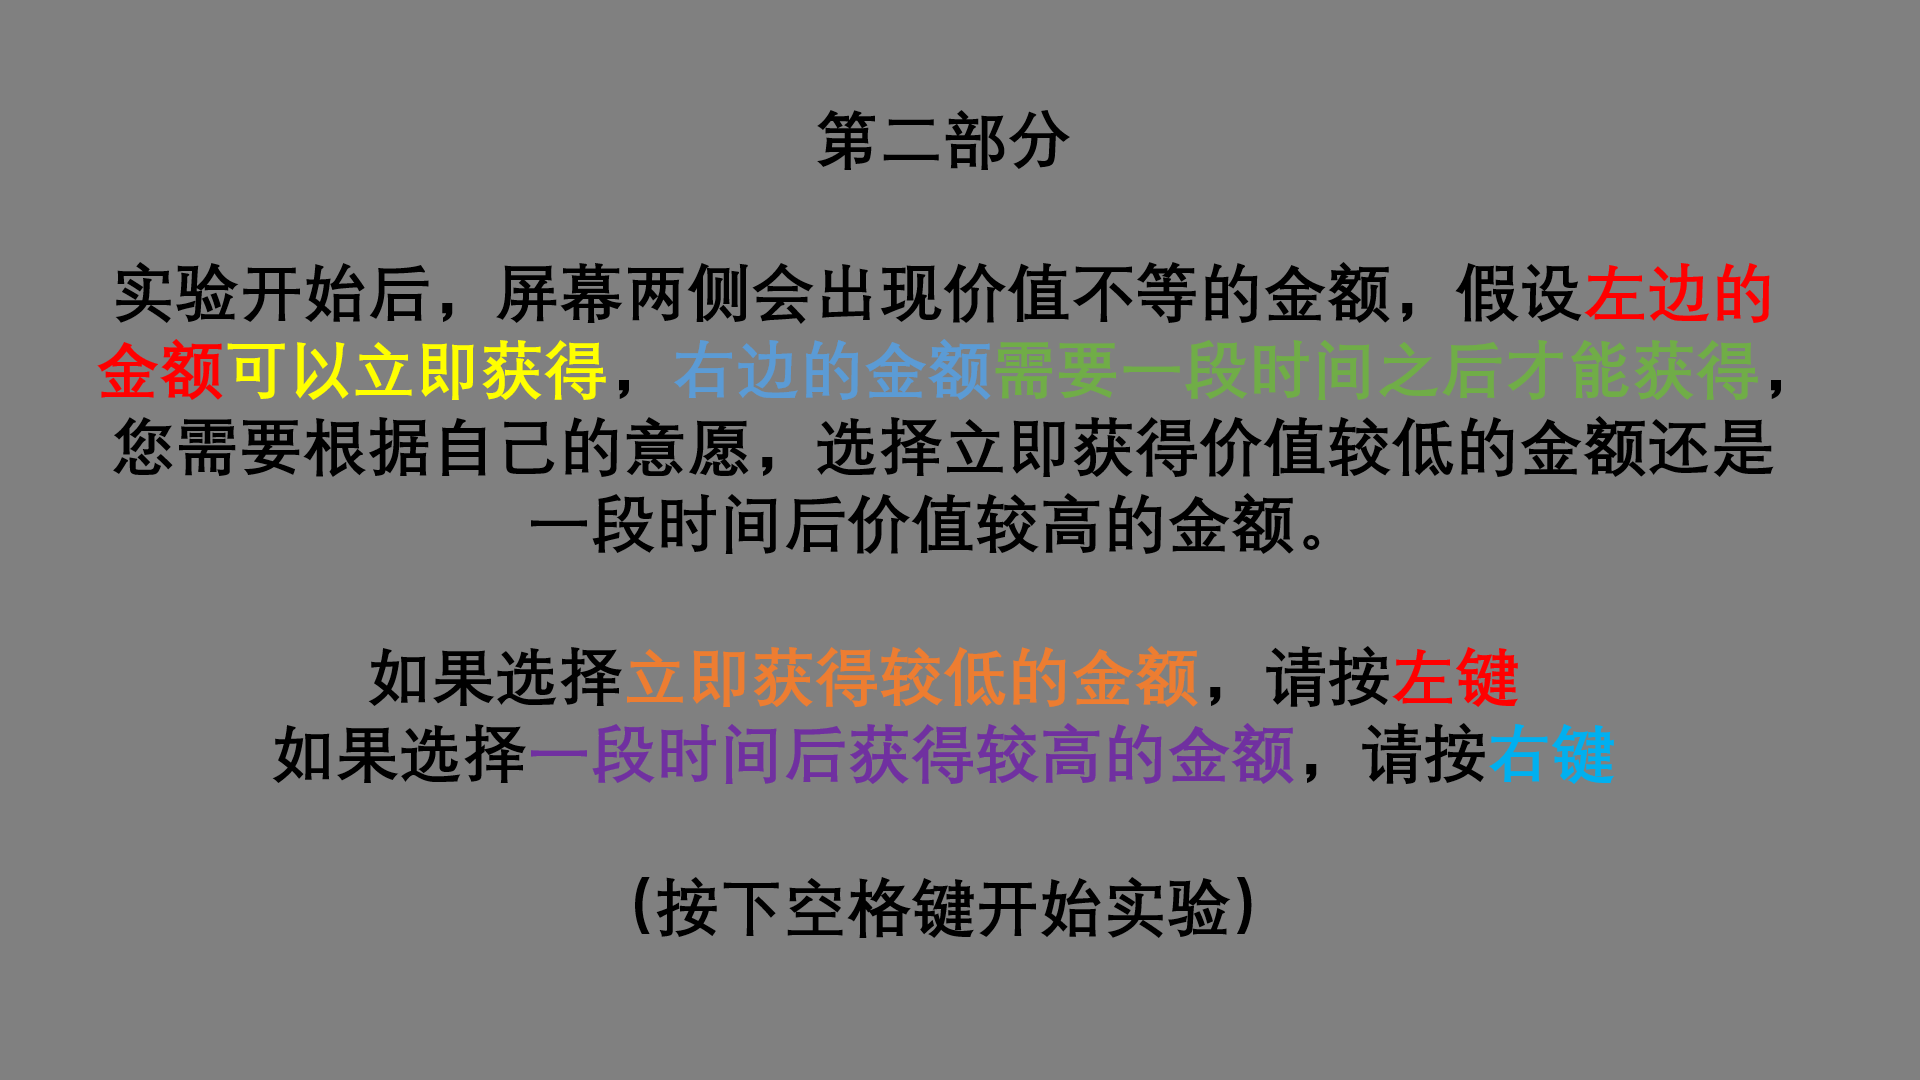 第二部分
实验开始后，屏幕两侧会出现价值不等的金额，假设左边的
金额可以立即获得，右边的金额需要一段时间之后才能获得，
您需要根据自己的意愿，选择立即获得价值较低的金额还是
一段时间后价值较高的金额。
如果选择立即获得较低的金额，请按左键
如果选择一段时间后获得较高的金额，请按右键
(按下空格键开始实验)